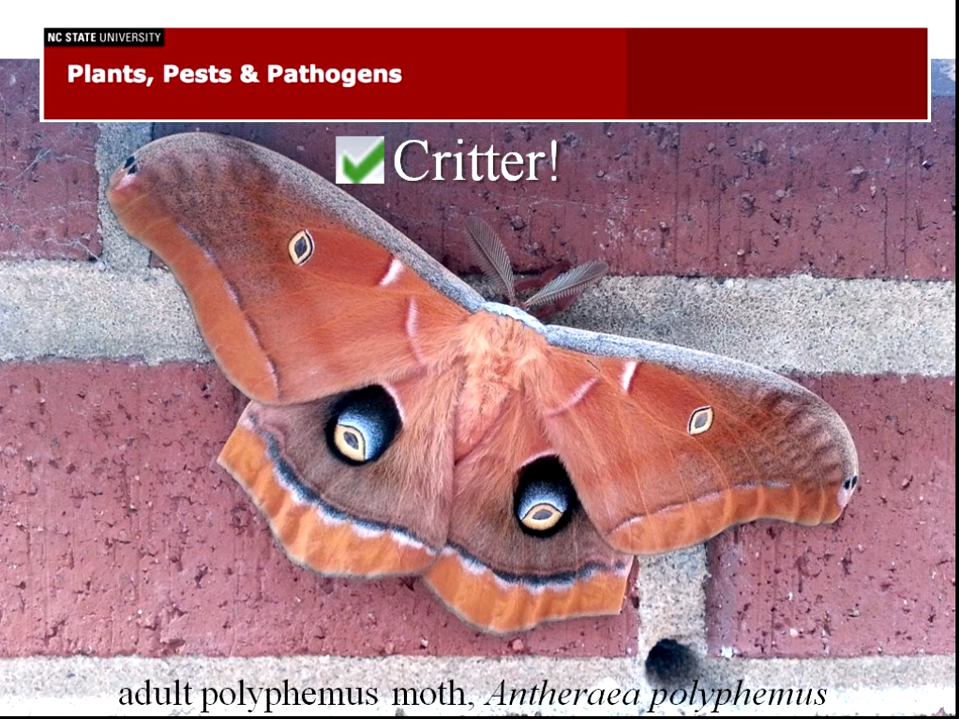 NC STATE UNIVERSITY
Plants, Pests & Pathogens
Critter!
adult polyphemus moth, Antheraea polyphemus